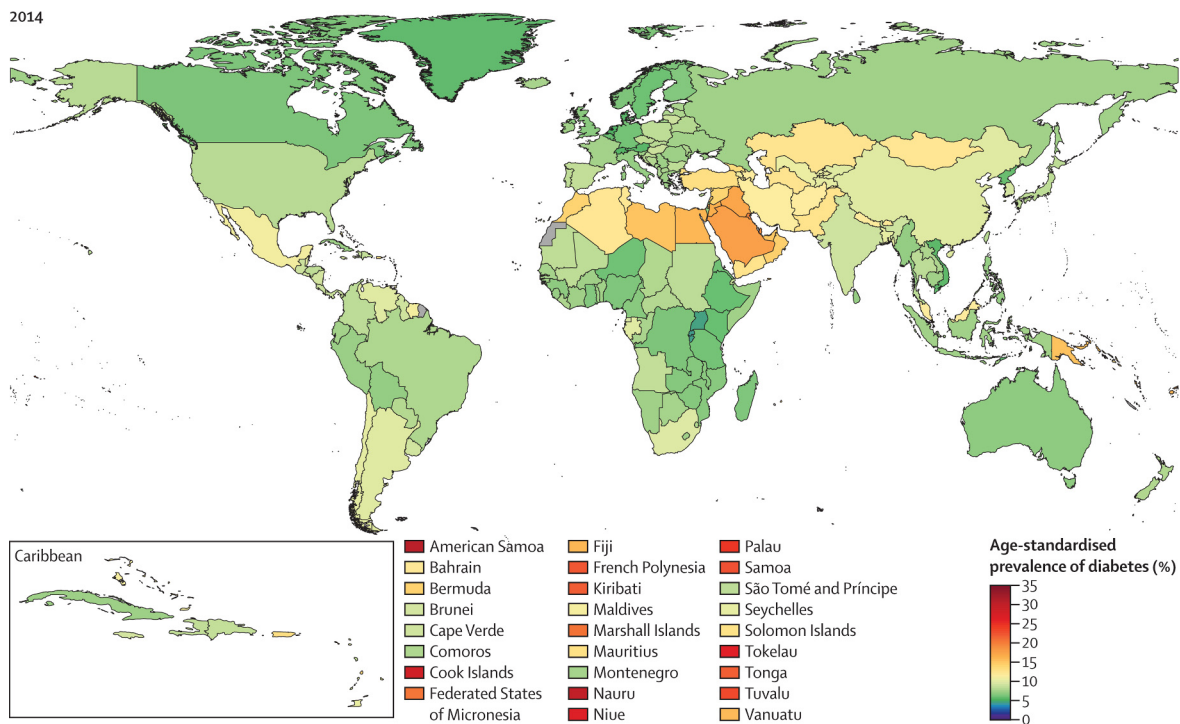 2014
Caribbean
American Samoa
Bahrain
Bermuda
Brunei
Cape Verde
Comoros
Cook Islands
Federated States
of Micronesia
Fiji
French Polynesia
Kiribati
Maldives
Marshall Islands
Mauritius
Montenegro
Nauru
Niue
Palau
Samoa
São Tomé and Príncipe
Seychelles
Solomon Islands
Tokelau
Tonga
Tuvalu
Vanuatu
Age-standardised
prevalence of diabetes (%)
35
30
25
20
15
10
5
0